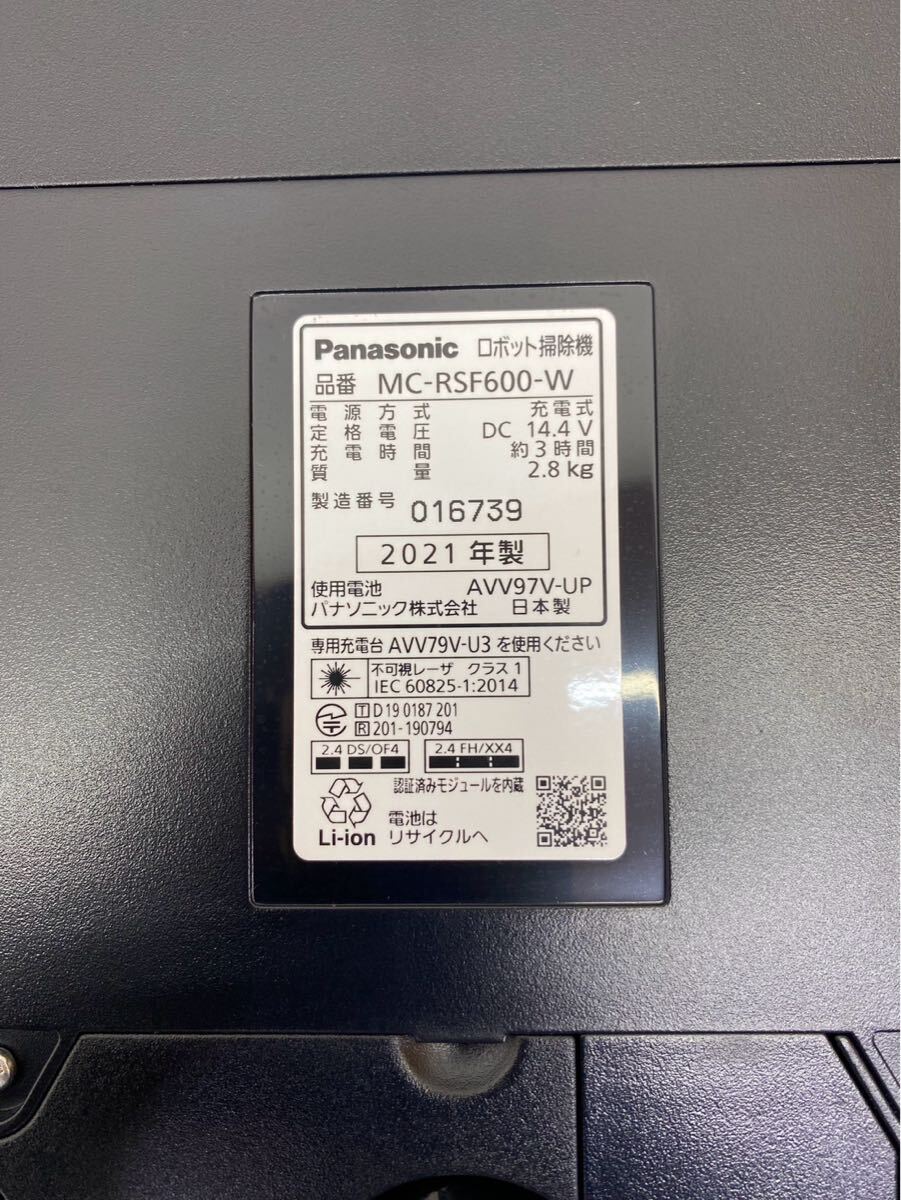 Panasonic ロボット掃除機
品番 MC-RSF600-W
電源方式 充電式
定格電圧 DC 14.4 V
充電時間 約3時間
質量 2.8 kg
製造番号 016739
2021年製
使用電池 AVV97V-UP
パナソニック株式会社 日本製
専用充電台 AVV79V-U3 を使用ください
不可視レーザ クラス1
IEC 60825-1:2014
T D 19 0187 201
R 201-190794
2.4 DS/OF4 2.4 FH/XX4
認証済みモジュールを内蔵
電池は
Li-ion リサイクルへ